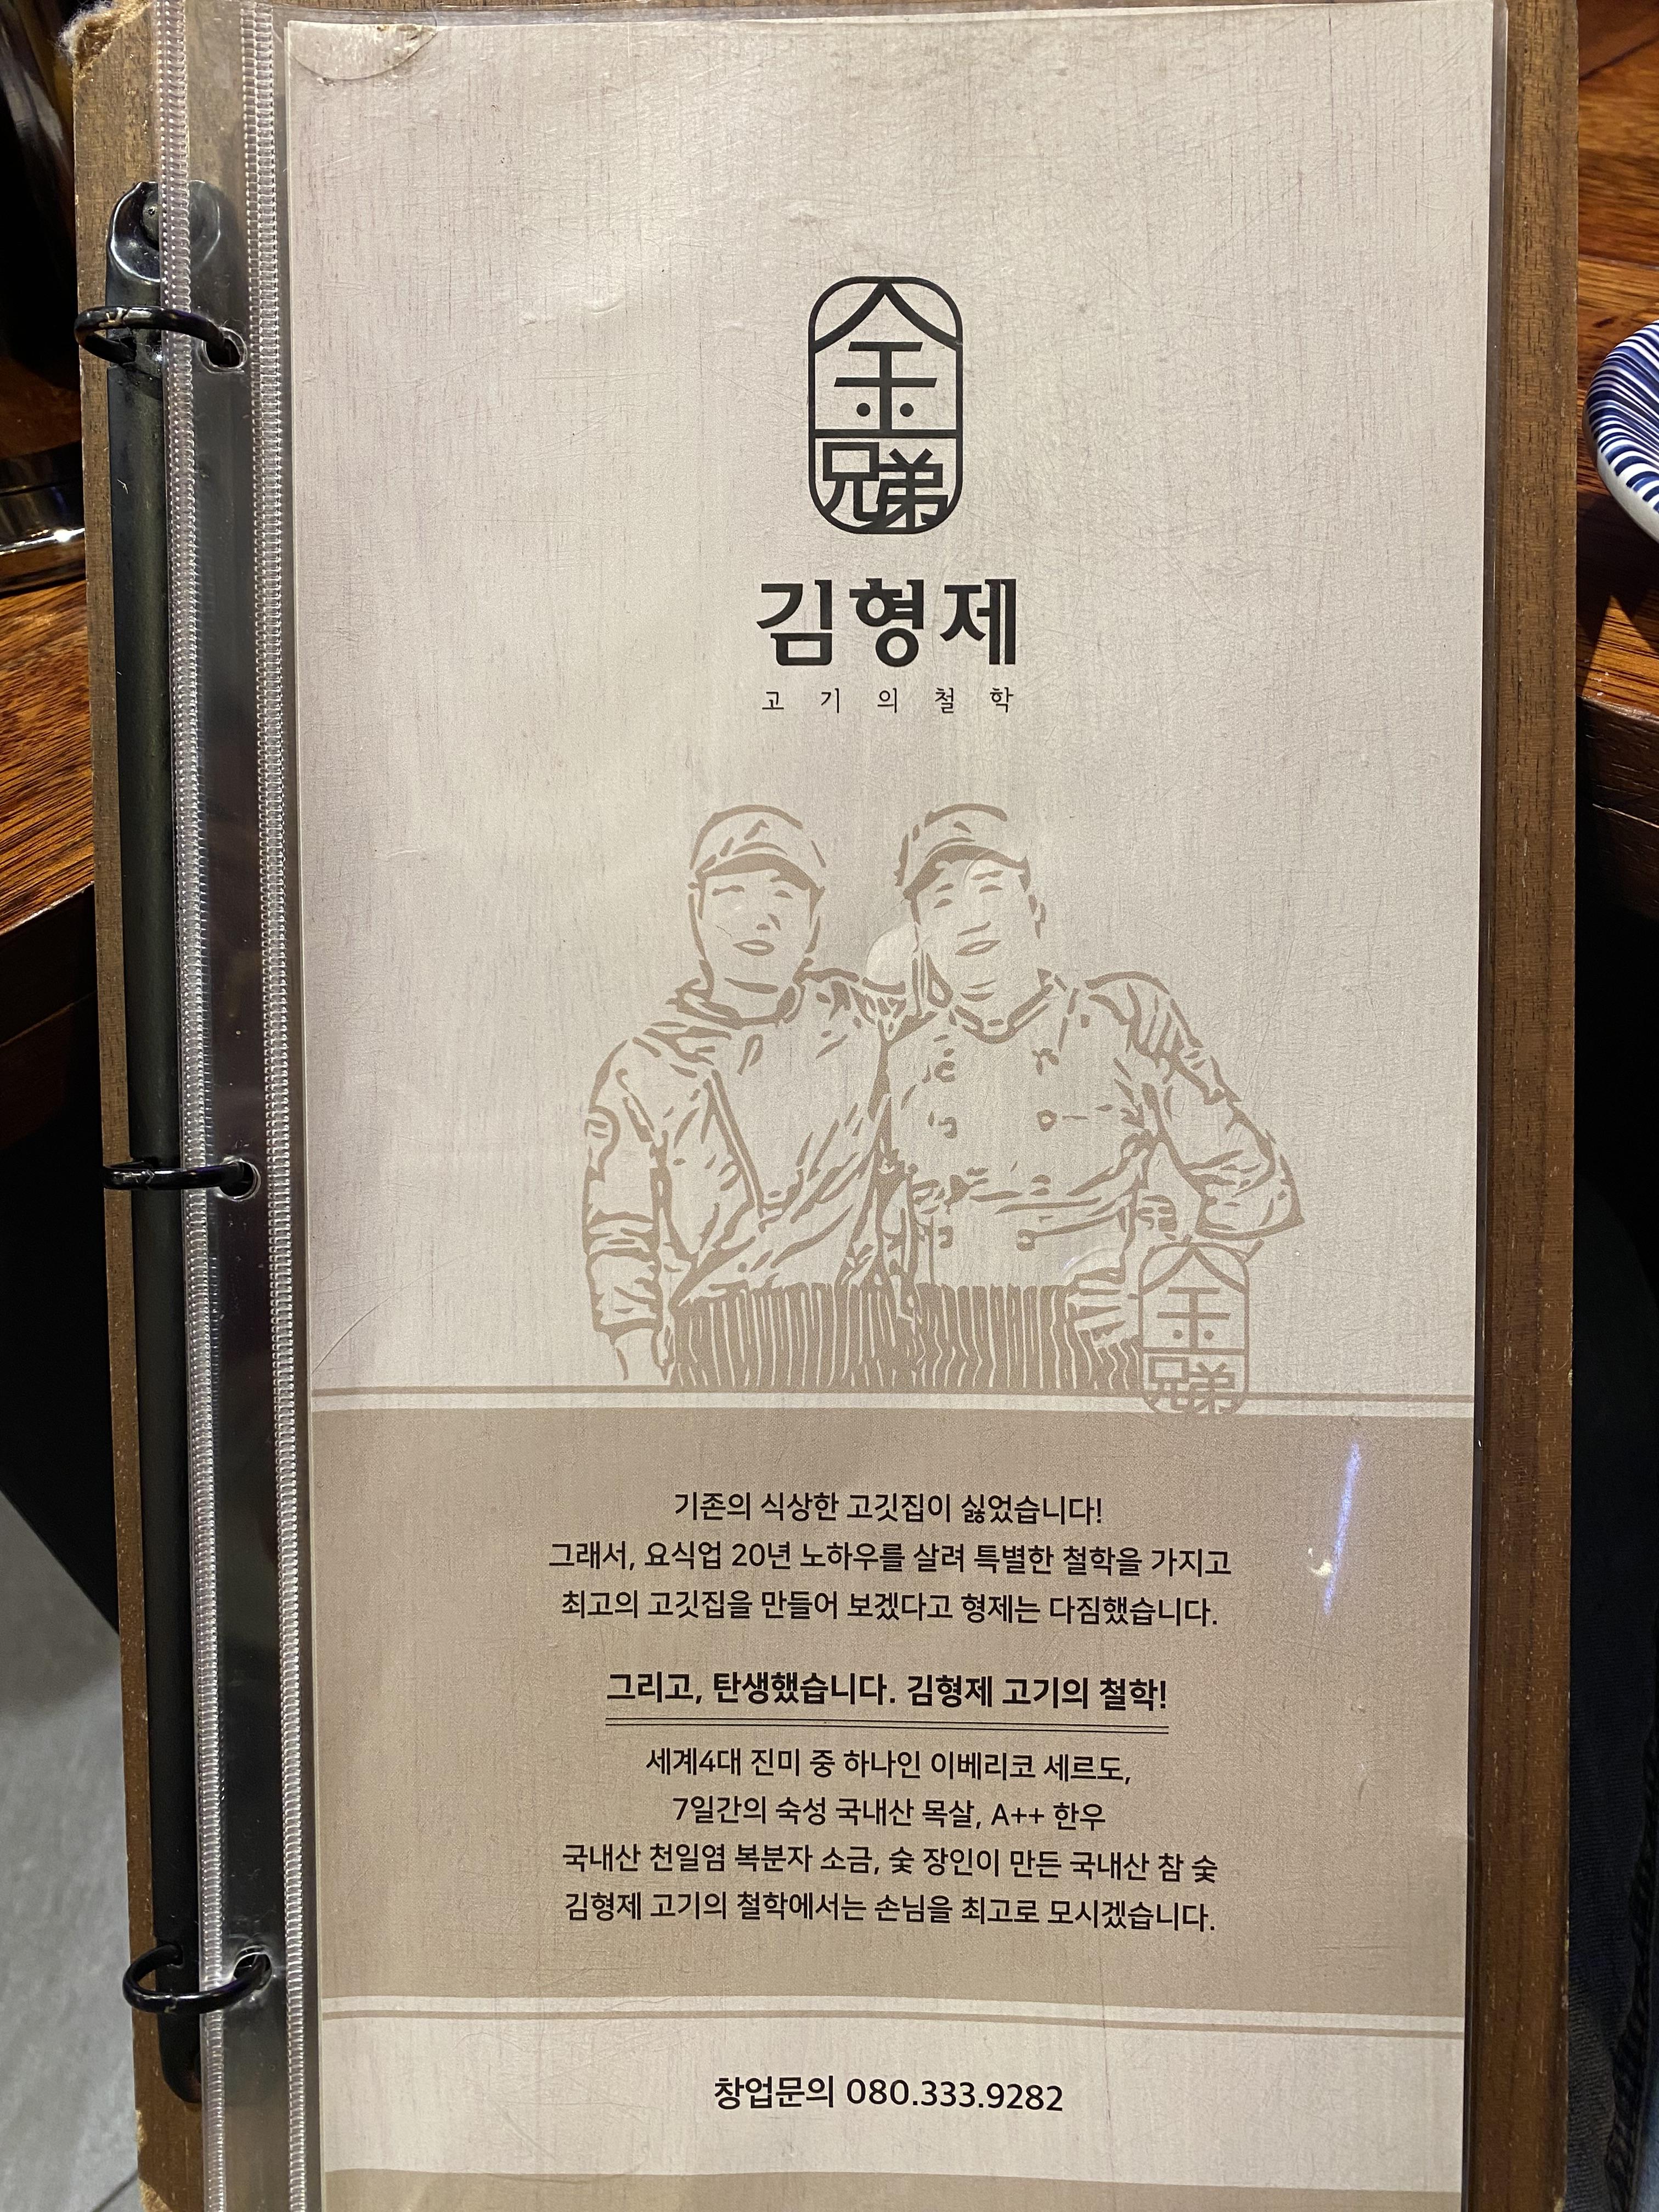 金
兄弟
김형제
고기의철학
金
兄弟
기존의 식상한 고깃집이 싫었습니다!
그래서, 요식업 20년 노하우를 살려 특별한 철학을 가지고
최고의 고깃집을 만들어 보겠다고 형제는 다짐했습니다.
그리고, 탄생했습니다. 김형제 고기의 철학!
세계4대 진미 중 하나인 이베리코 세르도,
7일간의 숙성 국내산 목살, A++ 한우
국내산 천일염 복분자 소금, 숯 장인이 만든 국내산 참 숯
김형제 고기의 철학에서는 손님을 최고로 모시겠습니다.
창업문의 080.333.9282